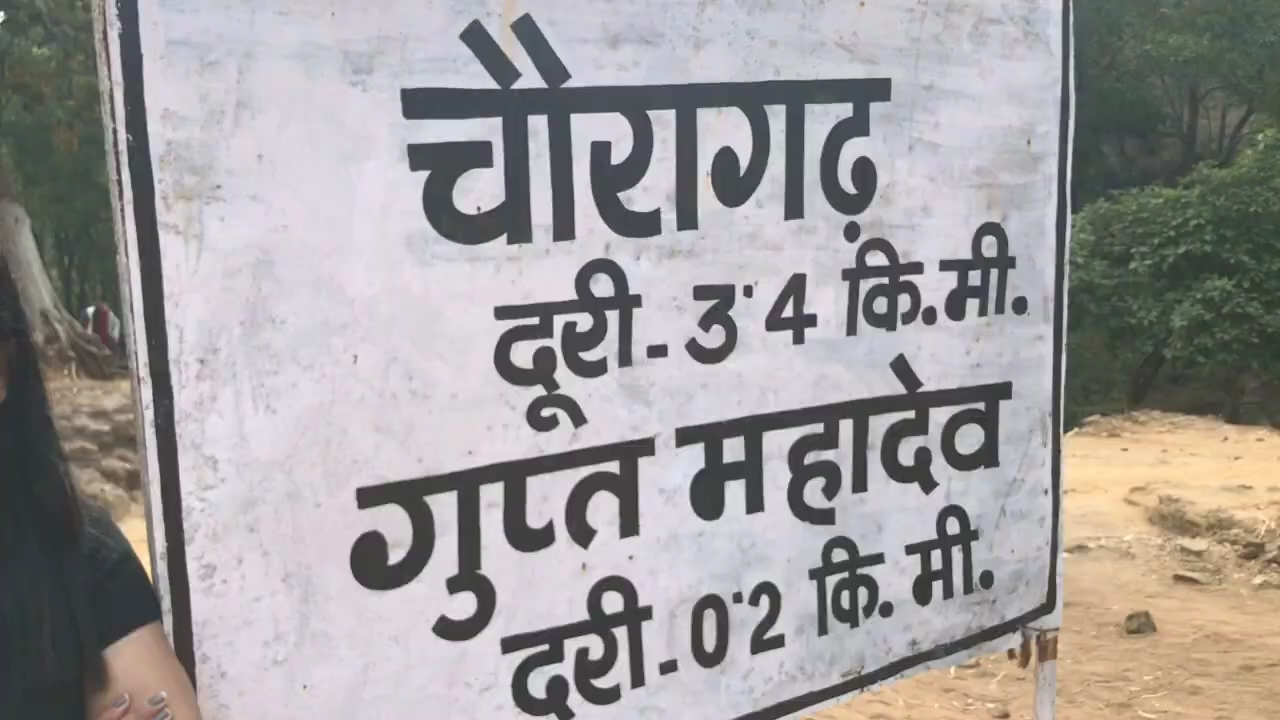 चौरागढ़
दूरी - 3·4 कि.मी.
गुप्त महादेव
दूरी - 0·2 कि. मी.